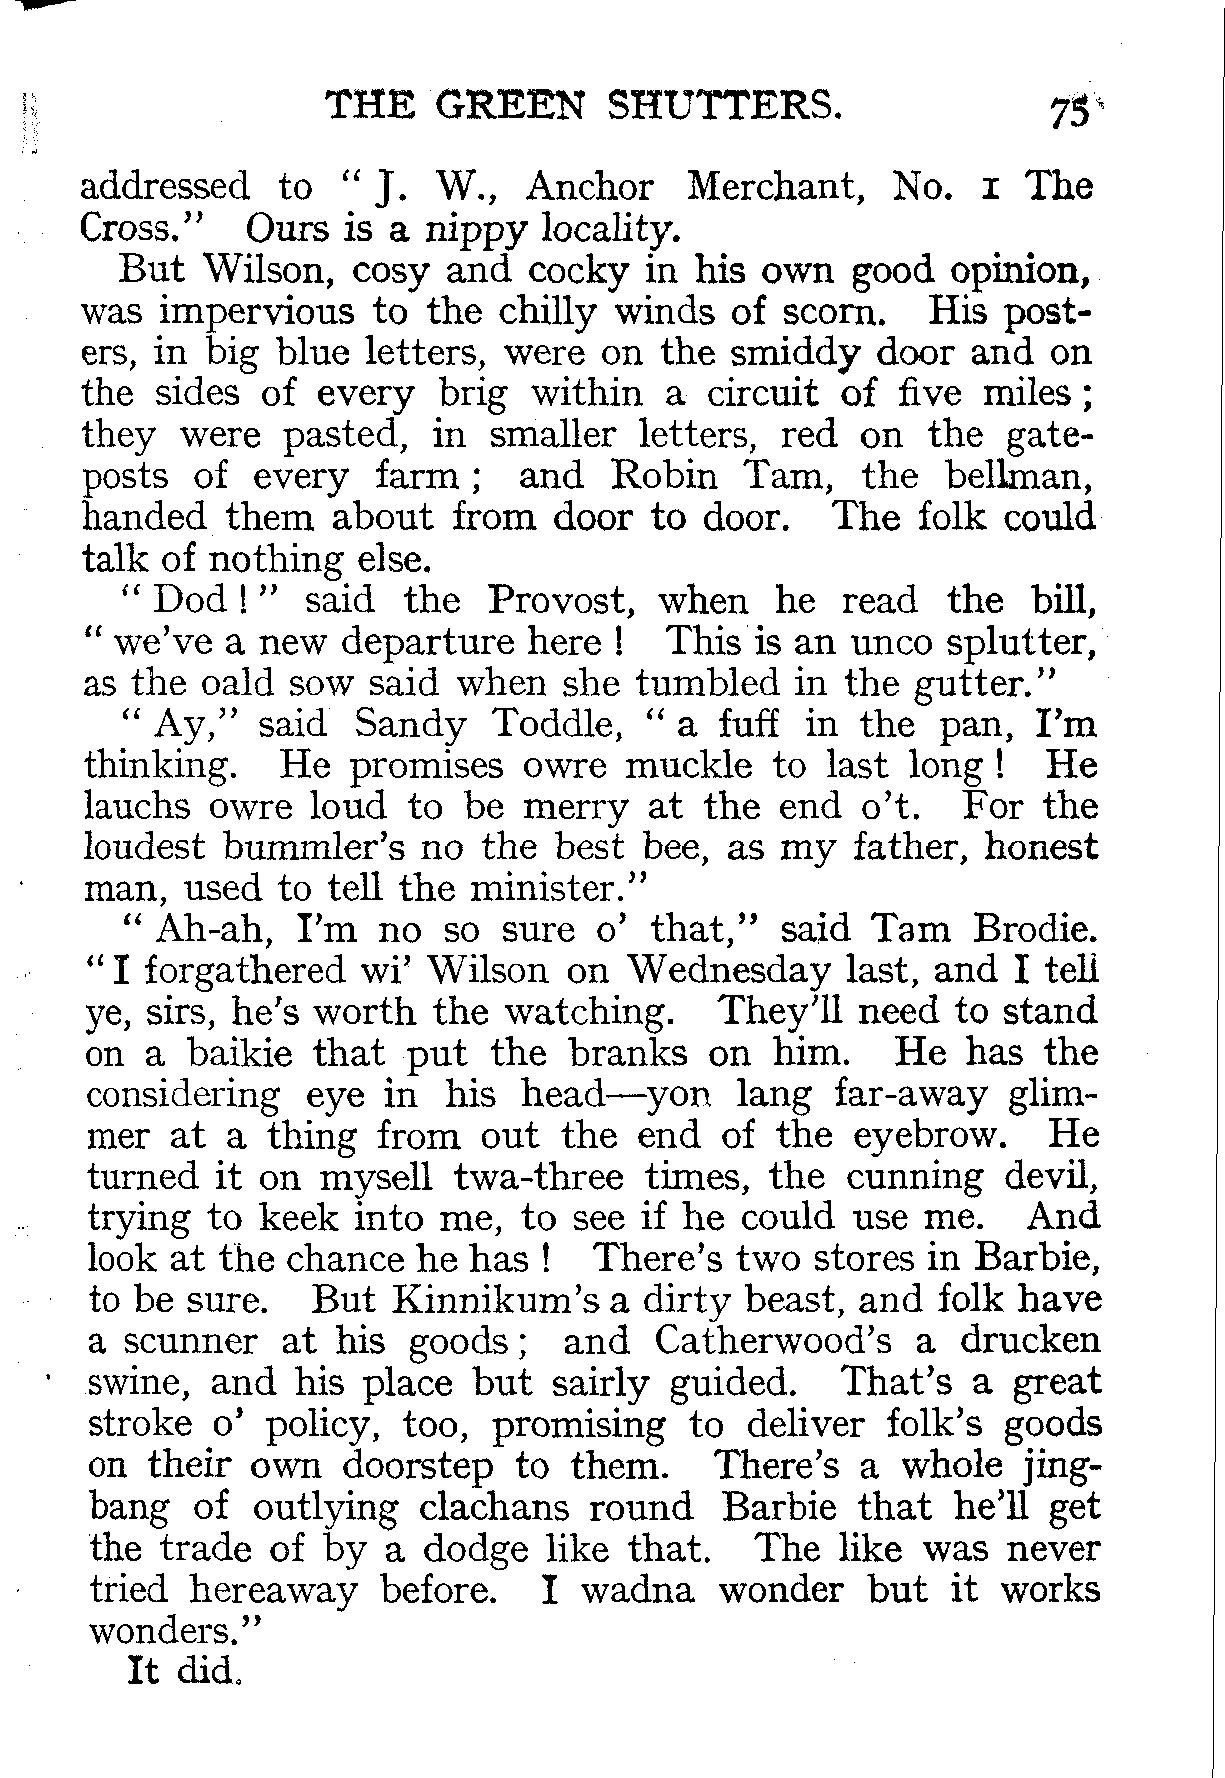 THE GREEN SHUTTERS. 75
addressed to " J. W., Anchor Merchant, No. 1 The
Cross." Ours is a nippy locality.
But Wilson, cosy and cocky in his own good opinion,
was impervious to the chilly winds of scorn. His post-
ers, in big blue letters, were on the smiddy door and on
the sides of every brig within a circuit of five miles ;
they were pasted, in smaller letters, red on the gate-
posts of every farm ; and Robin Tam, the bellman,
handed them about from door to door. The folk could
talk of nothing else.
" Dod ! " said the Provost, when he read the bill,
" we've a new departure here ! This is an unco splutter,
as the oald sow said when she tumbled in the gutter."
" Ay," said Sandy Toddle, " a fuff in the pan, I'm
thinking. He promises owre muckle to last long ! He
lauchs owre loud to be merry at the end o't. For the
loudest bummler's no the best bee, as my father, honest
man, used to tell the minister."
" Ah-ah, I'm no so sure o' that," said Tam Brodie.
" I forgathered wi' Wilson on Wednesday last, and I tell
ye, sirs, he's worth the watching. They'll need to stand
on a baikie that put the branks on him. He has the
considering eye in his head—yon lang far-away glim-
mer at a thing from out the end of the eyebrow. He
turned it on mysell twa-three times, the cunning devil,
trying to keek into me, to see if he could use me. And
look at the chance he has ! There's two stores in Barbie,
to be sure. But Kinnikum's a dirty beast, and folk have
a scunner at his goods ; and Catherwood's a drucken
swine, and his place but sairly guided. That's a great
stroke o' policy, too, promising to deliver folk's goods
on their own doorstep to them. There's a whole jing-
bang of outlying clachans round Barbie that he'll get
the trade of by a dodge like that. The like was never
tried hereaway before. I wadna wonder but it works
wonders."
It did.